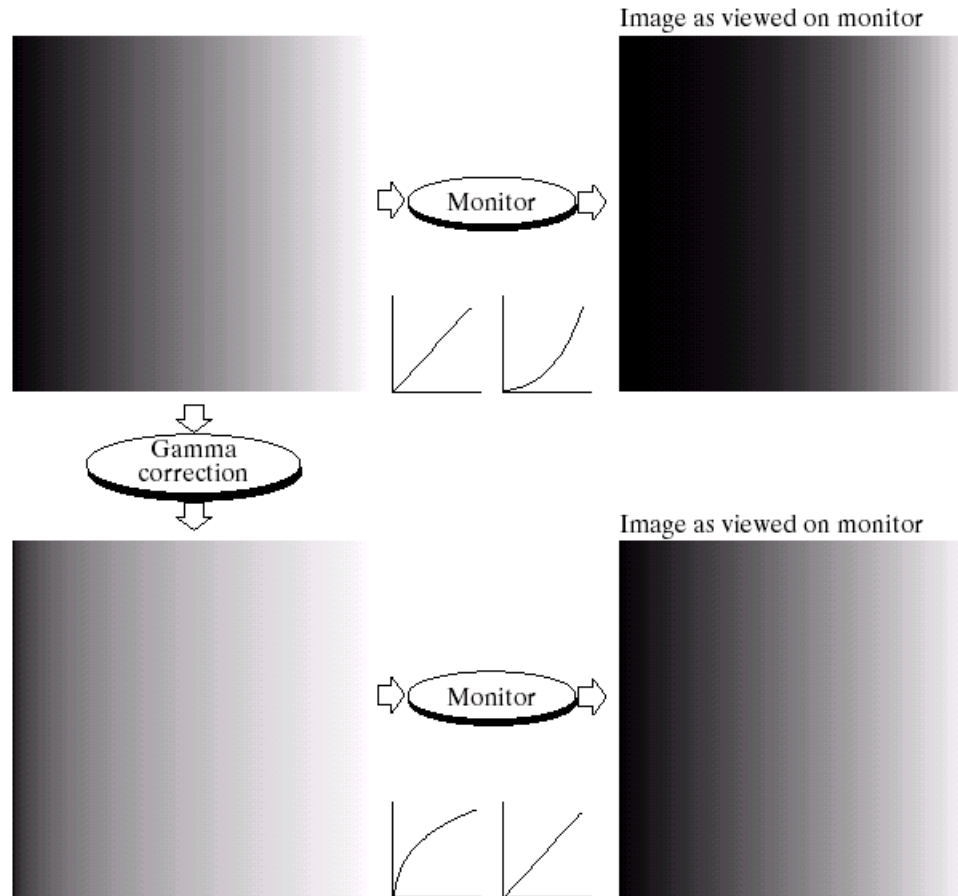 Image as viewed on monitor
Monitor
Gamma
correction
Image as viewed on monitor
Monitor